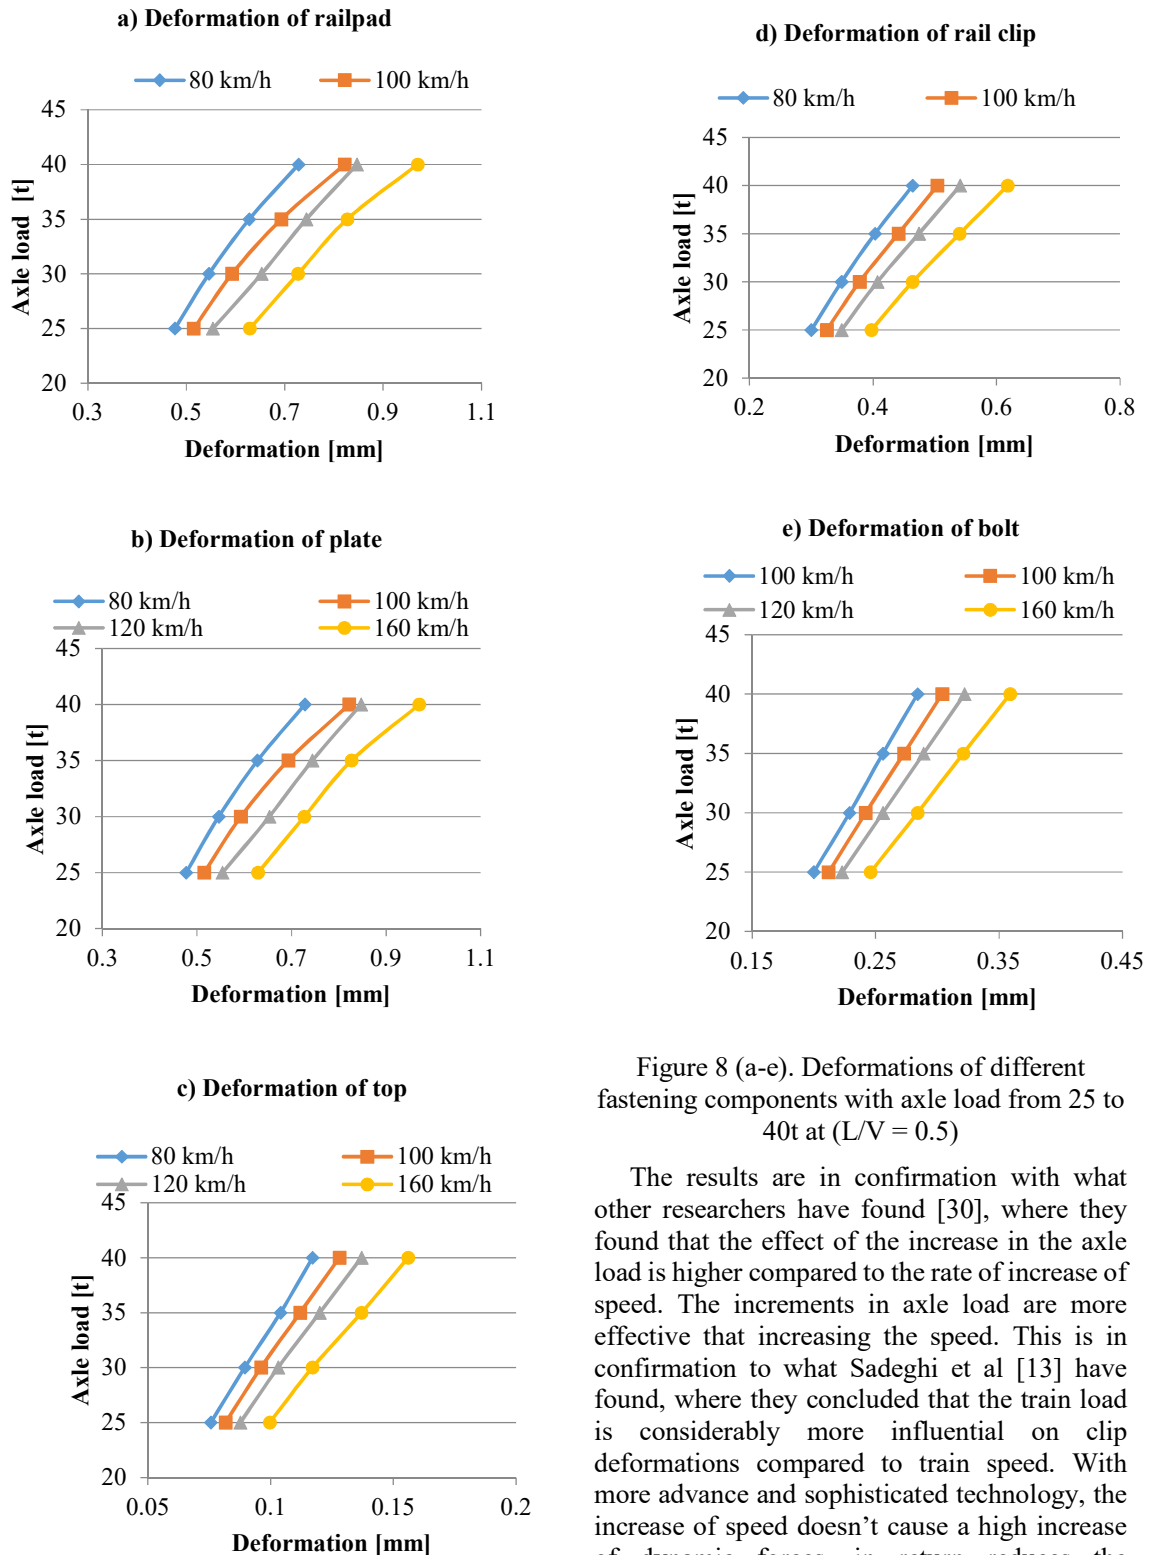 a) Deformation of railpad
80 km/h 100 km/h
45
40
35
30
25
20
0.3 0.5 0.7 0.9 1.1
Axle load [t]
Deformation [mm]
b) Deformation of plate
80 km/h 100 km/h
120 km/h 160 km/h
45
40
35
30
25
20
0.3 0.5 0.7 0.9 1.1
Axle load [t]
Deformation [mm]
c) Deformation of top
80 km/h 100 km/h
120 km/h 160 km/h
45
40
35
30
25
20
0.05 0.1 0.15 0.2
Axle load [t]
Deformation [mm]
d) Deformation of rail clip
80 km/h 100 km/h
45
40
35
30
25
20
0.2 0.4 0.6 0.8
Axle load [t]
Deformation [mm]
e) Deformation of bolt
100 km/h 100 km/h
120 km/h 160 km/h
45
40
35
30
25
20
0.15 0.25 0.35 0.45
Axle load [t]
Deformation [mm]
Figure 8 (a-e). Deformations of different
fastening components with axle load from 25 to
40t at (L/V = 0.5)
The results are in confirmation with what
other researchers have found [30], where they
found that the effect of the increase in the axle
load is higher compared to the rate of increase of
speed. The increments in axle load are more
effective that increasing the speed. This is in
confirmation to what Sadeghi et al [13] have
found, where they concluded that the train load
is considerably more influential on clip
deformations compared to train speed. With
more advance and sophisticated technology, the
increase of speed doesn’t cause a high increase
of dynamic forces, in return reduces the